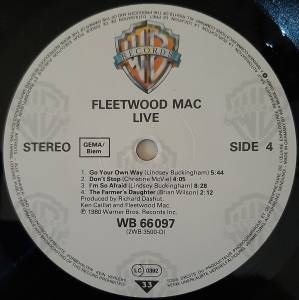 WB
RECORDS
FLEETWOOD MAC
LIVE
STEREO
GEMA/
Biem
SIDE 4
1. Go Your Own Way (Lindsey Buckingham) 5:44
2. Don't Stop (Christine McVie) 4:05
3. I'm So Afraid (Lindsey Buckingham) 8:28
4. The Farmer's Daughter (Brian Wilson) 2:12
Produced by Richard Dashut,
Ken Caillat and Fleetwood Mac
℗ 1980 Warner Bros. Records Inc.
WB 66097
(2WB 3500-D)
LC 0392
33